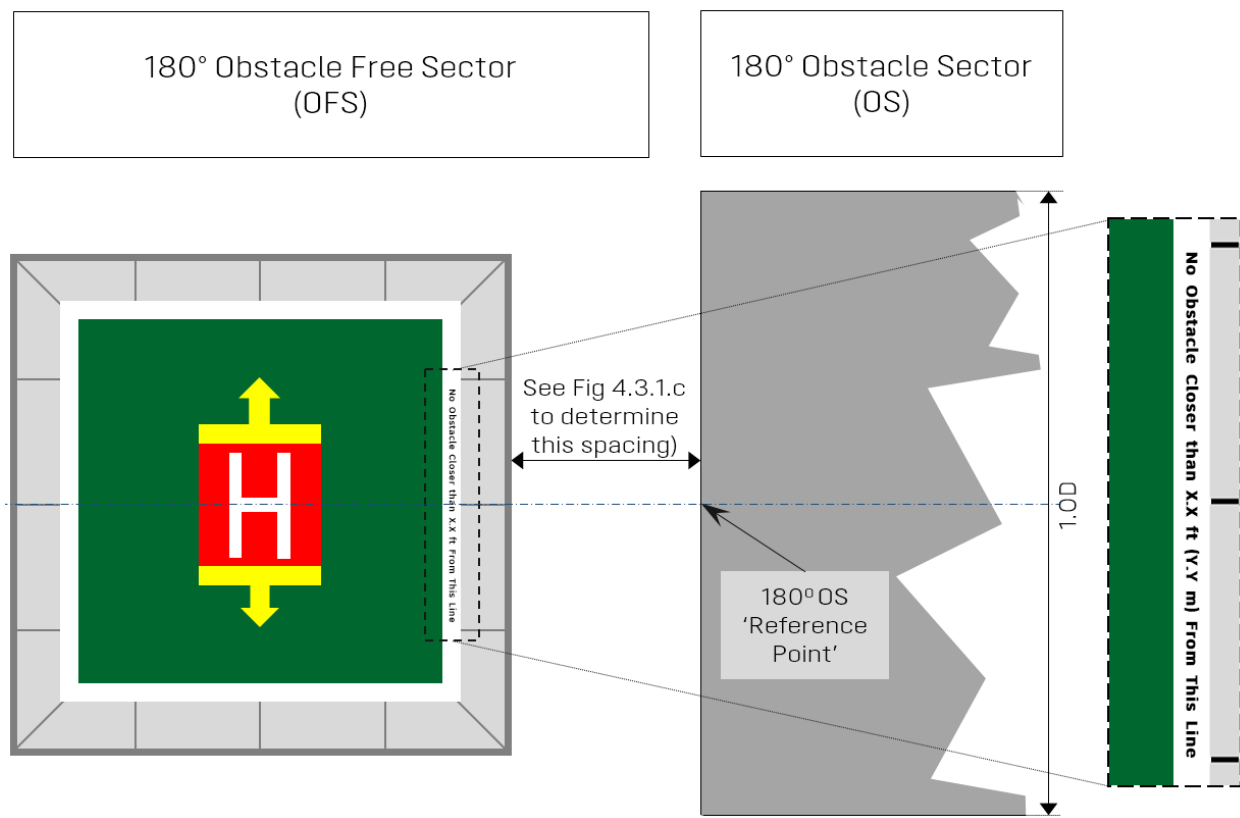 180° Obstacle Free Sector
(OFS)
180° Obstacle Sector
(OS)
See Fig 4.3.1.c
to determine
this spacing)
No Obstacle Closer than X.X ft From This Line
H
1.0D
180º OS
‘Reference
Point’
No Obstacle Closer than X.X ft (Y.Y m) From This Line